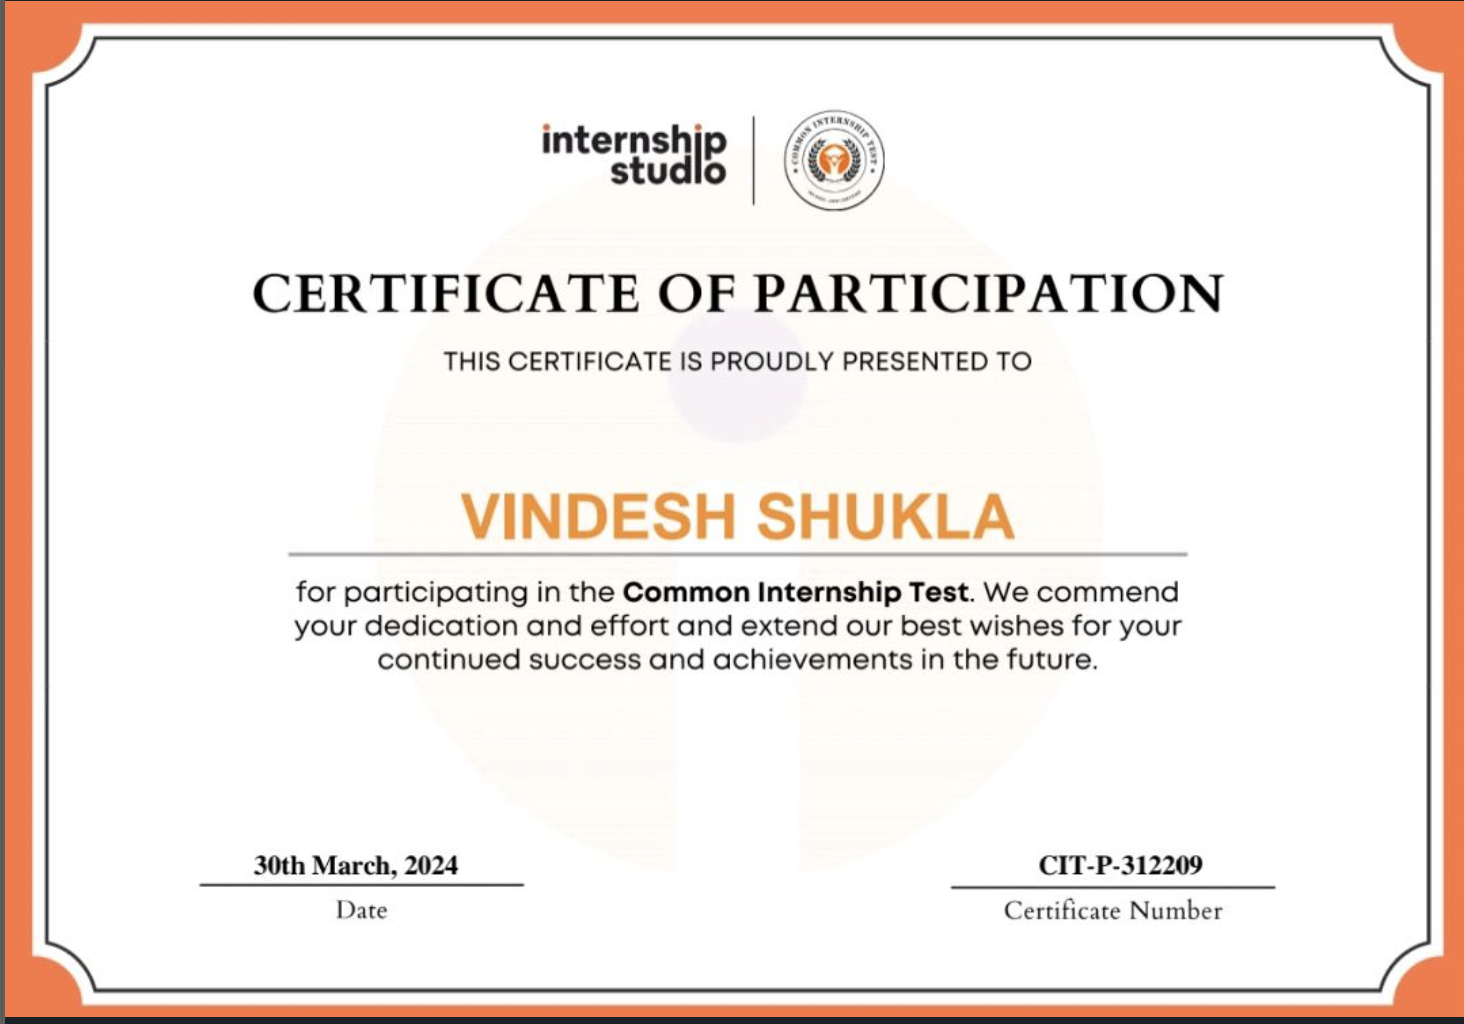 internship
studio
COMMON INTERNSHIP TEST
CERTIFICATE OF PARTICIPATION
THIS CERTIFICATE IS PROUDLY PRESENTED TO
VINDESH SHUKLA
for participating in the Common Internship Test. We commend
your dedication and effort and extend our best wishes for your
continued success and achievements in the future.
30th March, 2024
Date
CIT-P-312209
Certificate Number